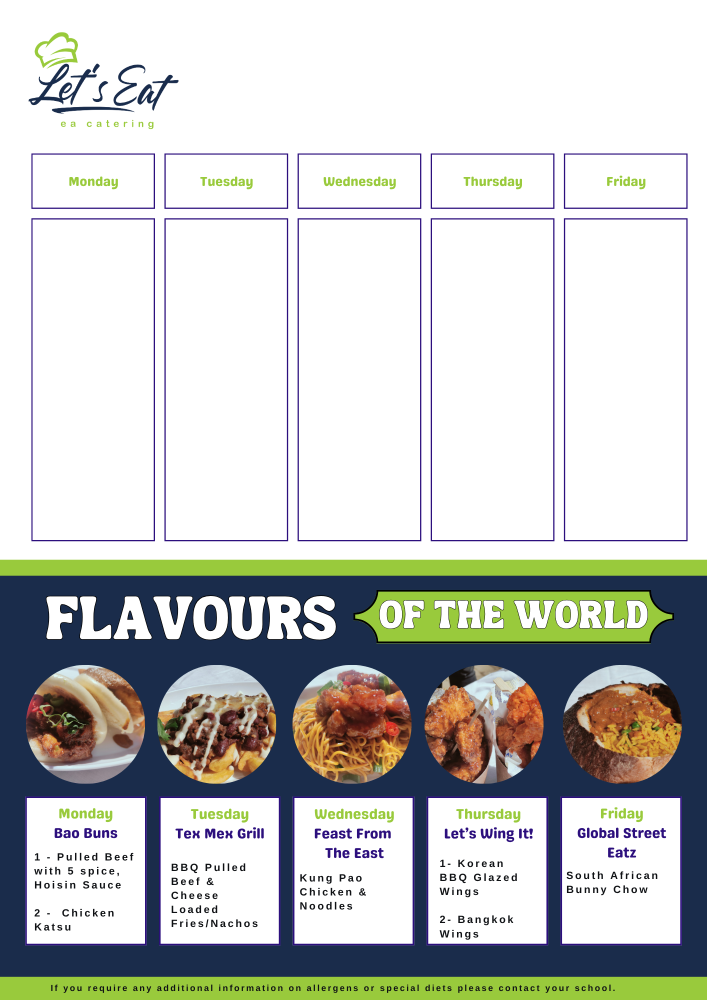 Let's Eat
ea catering
Monday
Tuesday
Wednesday
Thursday
Friday
FLAVOURS
OF THE WORLD
Monday
Bao Buns
1 - Pulled Beef
with 5 spice,
Hoisin Sauce
2 - Chicken
Katsu
Tuesday
Tex Mex Grill
BBQ Pulled
Beef &
Cheese
Loaded
Fries/Nachos
Wednesday
Feast From
The East
Kung Pao
Chicken &
Noodles
Thursday
Let's Wing It!
1- Korean
BBQ Glazed
Wings
2- Bangkok
Wings
Friday
Global Street
Eatz
South African
Bunny Chow
If you require any additional information on allergens or special diets please contact your school.